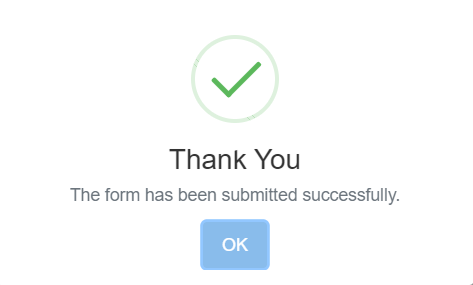 Thank You
The form has been submitted successfully.
OK